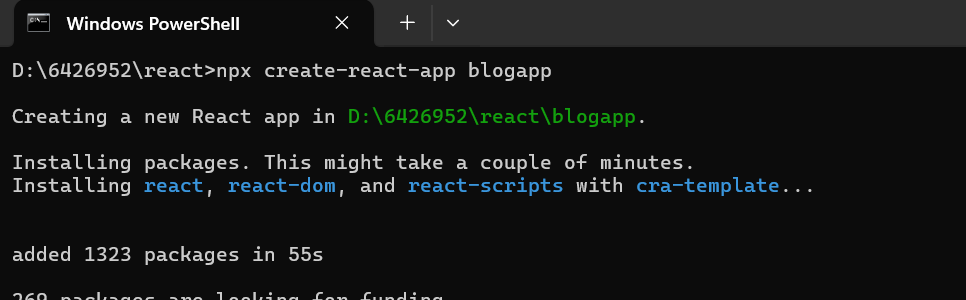 Windows PowerShell
D:\6426952\react>npx create-react-app blogapp
Creating a new React app in D:\6426952\react\blogapp.
Installing packages. This might take a couple of minutes.
Installing react, react-dom, and react-scripts with cra-template...
added 1323 packages in 55s
269 packages are looking for funding